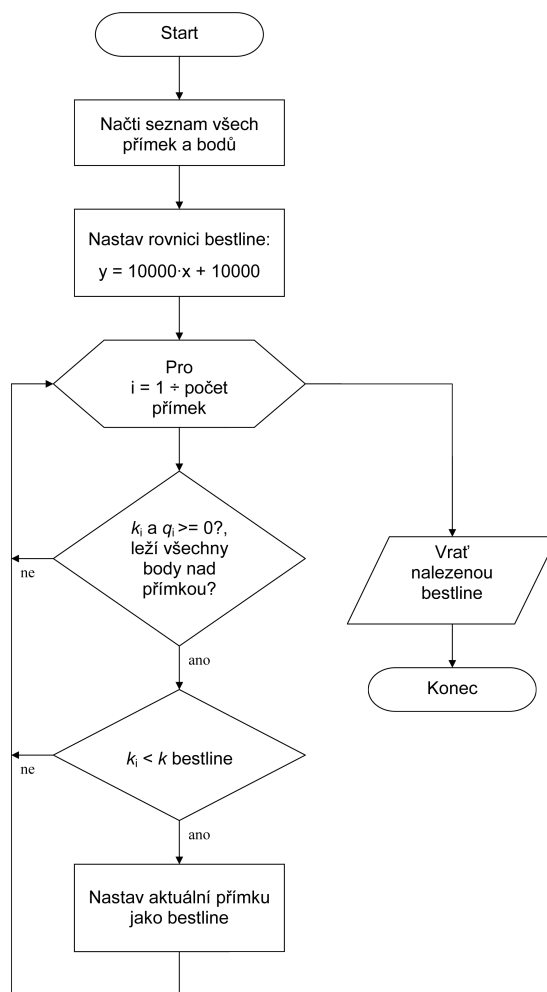 Start
Načti seznam všech
přímek a bodů
Nastav rovnici bestline:
y = 10000·x + 10000
Pro
i = 1 ÷ počet
přímek
ki a qi >= 0?,
leží všechny
body nad
přímkou?
ne
ano
ki < k bestline
ne
ano
Nastav aktuální přímku
jako bestline
Vrať
nalezenou
bestline
Konec